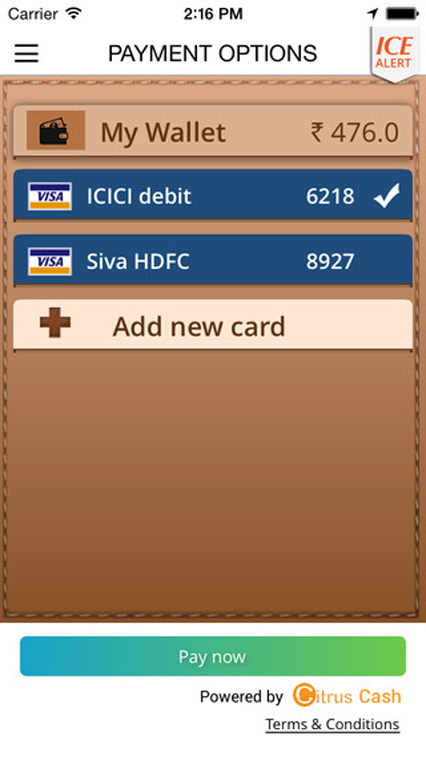 Carrier 2:16 PM
PAYMENT OPTIONS
ICE
ALERT
My Wallet ₹ 476.0
VISA ICICI debit 6218
VISA Siva HDFC 8927
Add new card
Pay now
Powered by Citrus Cash
Terms & Conditions